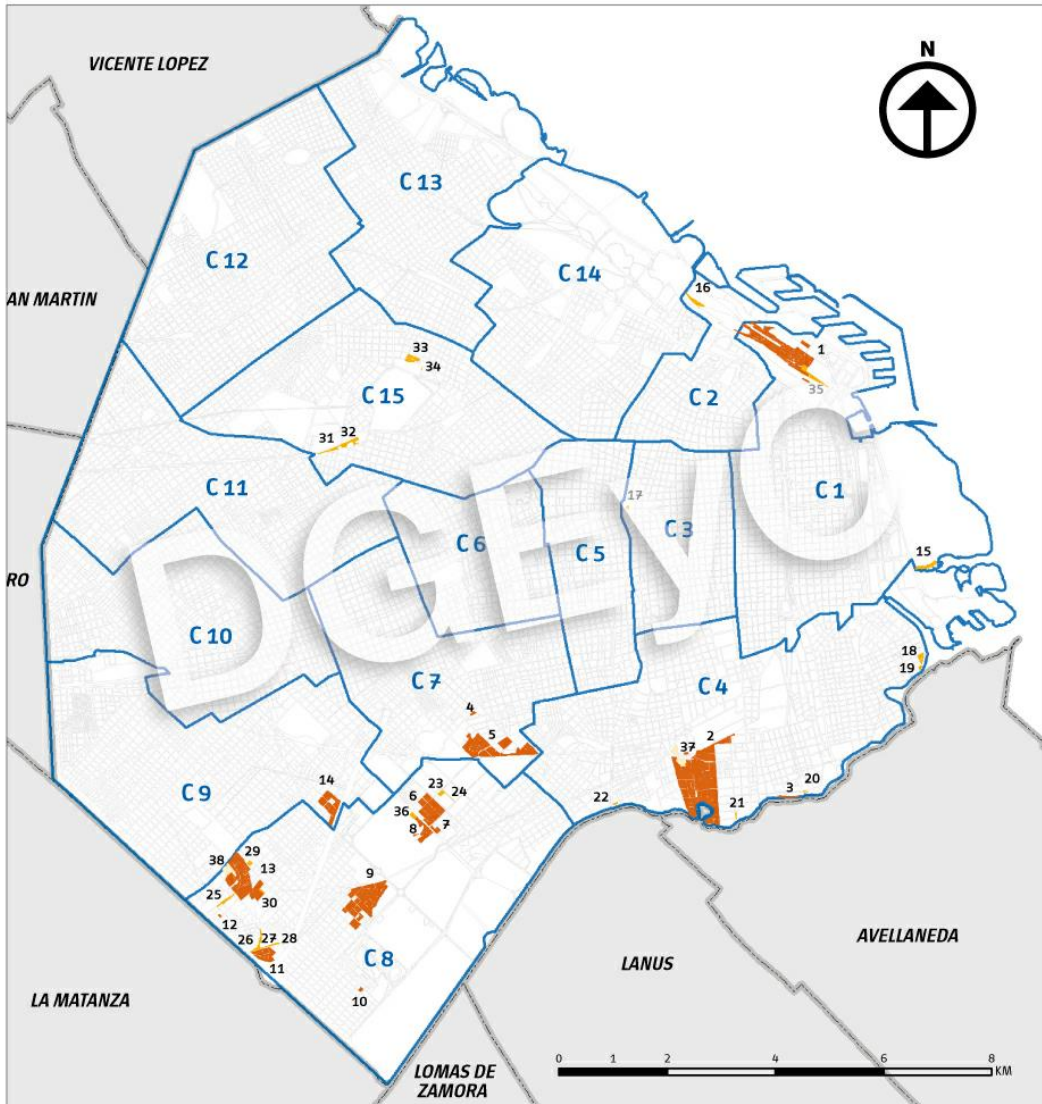 VICENTE LOPEZ
N
C 13
C 12
C 14
AN MARTIN
16
1
33
34
35
C 15
C 2
31
32
C 11
17
C 1
C 6
C 3
C 5
15
RO
C 10
18
19
C 7
C 4
4
5
2
37
C 9
14
23
6
24
36
8
7
22
21
3
20
38
29
13
9
25
30
12
26
27
28
11
C 8
10
AVELLANEDA
LANUS
LA MATANZA
LOMAS DE
ZAMORA
0
2
4
6
8
KM
DGEyC